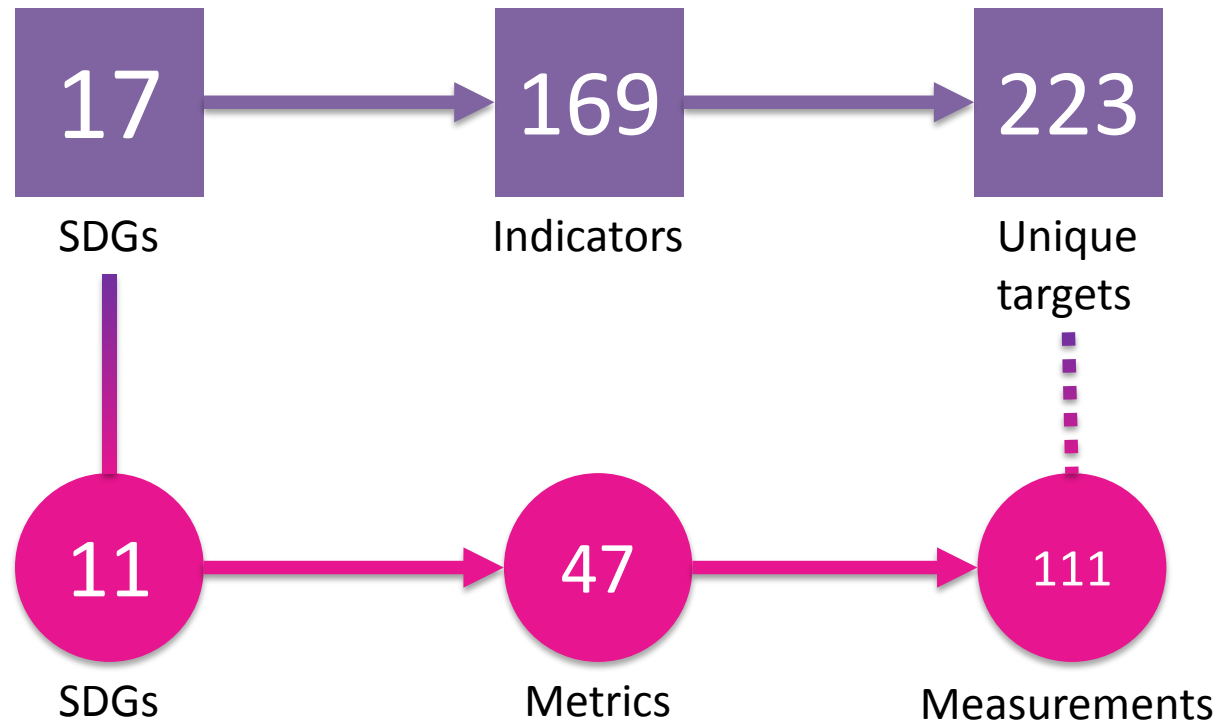 17
169
223
SDGs
Indicators
Unique
targets
11
47
111
SDGs
Metrics
Measurements